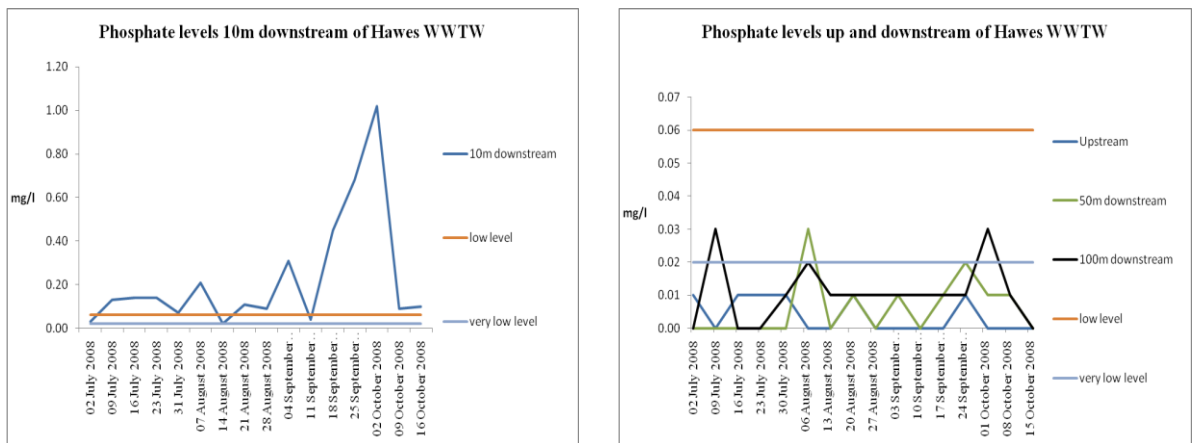 Phosphate levels 10m downstream of Hawes WWTW
1.20
1.00
0.80
0.60
0.40
0.20
0.00
mg/l
10m downstream
low level
very low level
02 July 2008
09 July 2008
16 July 2008
23 July 2008
31 July 2008
07 August 2008
14 August 2008
21 August 2008
28 August 2008
04 September..
11 September..
18 September..
25 September..
02 October 2008
09 October 2008
16 October 2008
Phosphate levels up and downstream of Hawes WWTW
0.07
0.06
0.05
0.04
0.03
0.02
0.01
0.00
mg/l
Upstream
50m downstream
100m downstream
low level
very low level
02 July 2008
09 July 2008
16 July 2008
23 July 2008
30 July 2008
06 August 2008
13 August 2008
20 August 2008
27 August 2008
03 September..
10 September..
17 September..
24 September..
01 October 2008
08 October 2008
15 October 2008